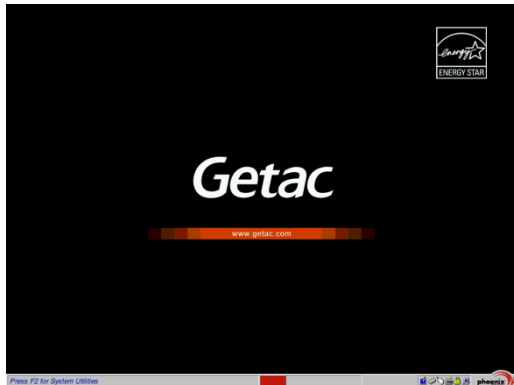 energy
ENERGY STAR
Getac
www.getac.com
Press F2 for System Utilities
phoenix